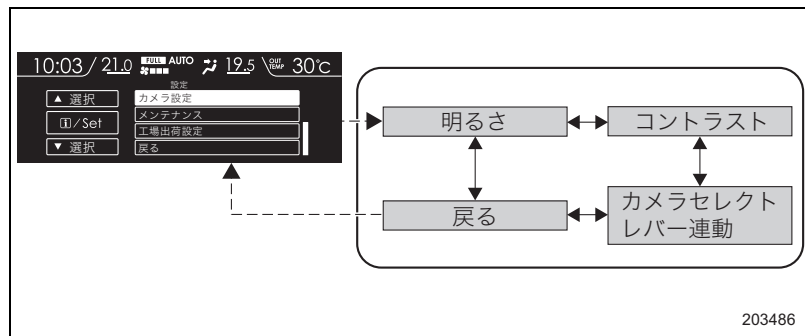 10:03 / 21.0 FULL AUTO 19.5 OUT TEMP 30℃
設定
▲ 選択
カメラ設定
i/Set
メンテナンス
工場出荷設定
▼ 選択
戻る
明るさ
コントラスト
戻る
カメラセレクト
レバー連動
203486